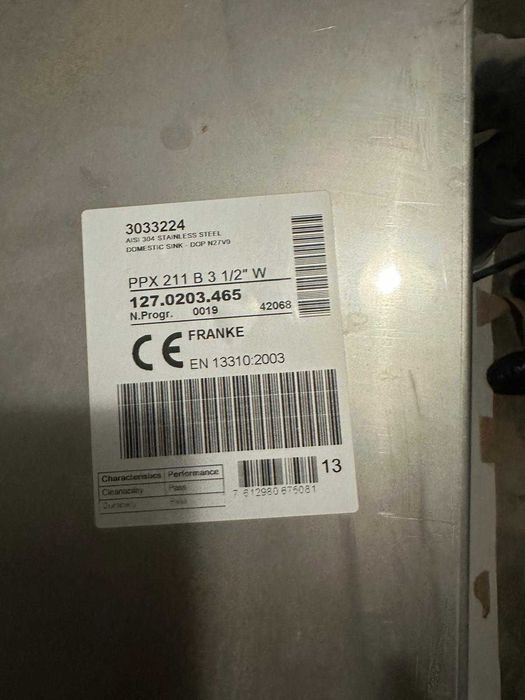 3033224
AISI 304 STAINLESS STEEL
DOMESTIC SINK - DOP N27V0
PPX 211 B 3 1/2" W
127.0203.465
N.Progr. 0019 42068
CE FRANKE
EN 13310:2003
Characteristics Performance
Cleanability Pass
Durability Pass
13
7 612980 675081